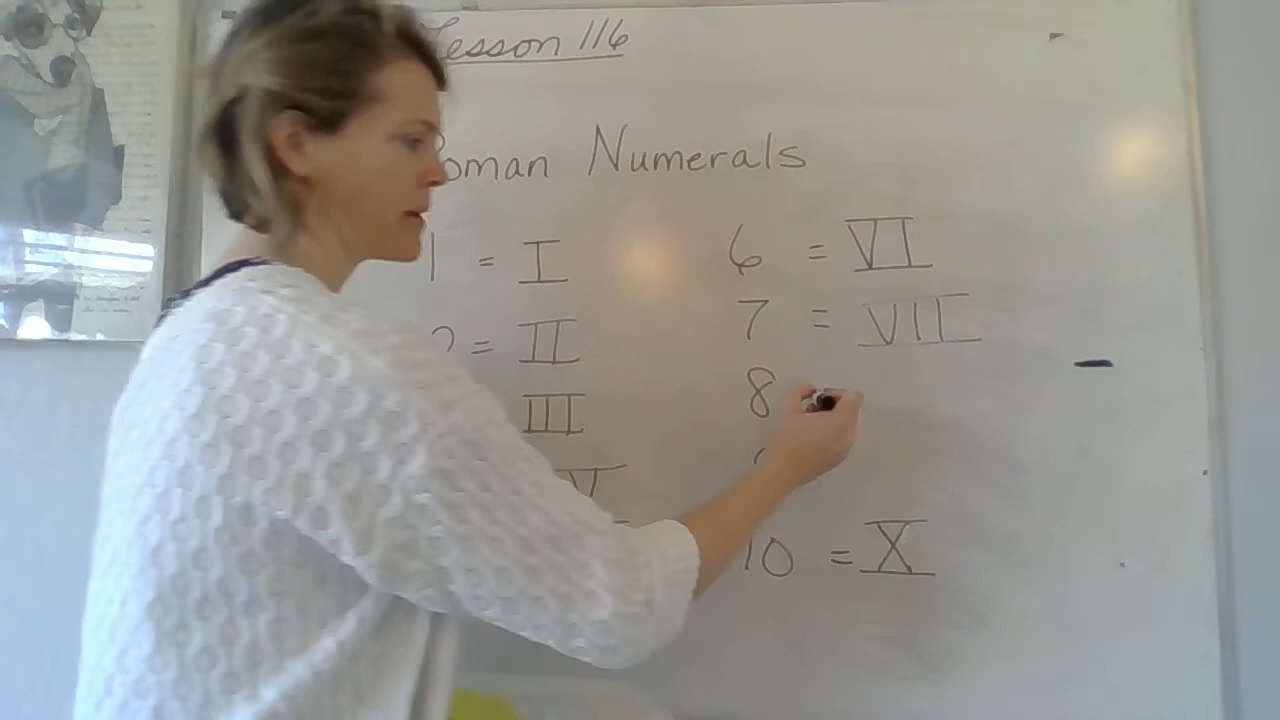 Lesson 116
Roman Numerals
1 = I
2 = II
III
V
6 = VI
7 = VII
8
10 = X